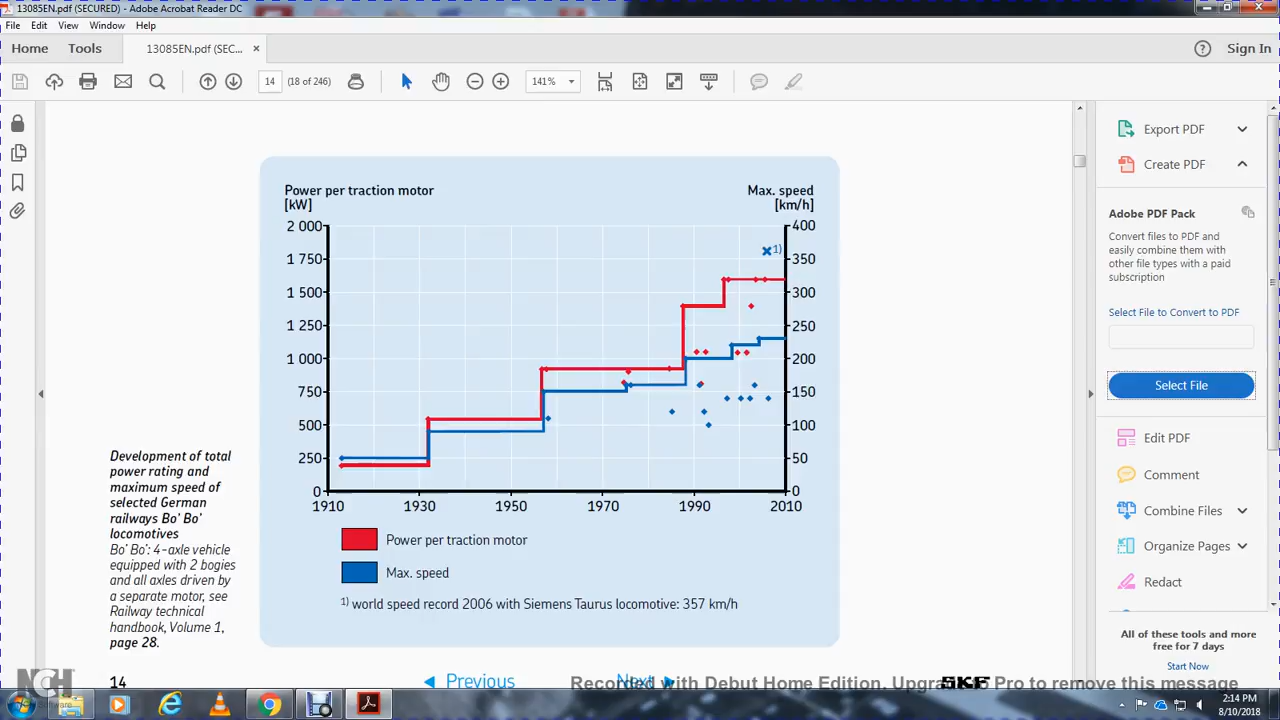 13085EN.pdf (SECURED) - Adobe Acrobat Reader DC
File Edit View Window Help
Home Tools 13085EN.pdf (SEC... × Sign In
14 (18 of 246) 141%
Power per traction motor
[kW]
Max. speed
[km/h]
2 000 400
1 750 350
1 500 300
1 250 250
1 000 200
750 150
500 100
250 50
0 0
1910 1930 1950 1970 1990 2010
1)
Power per traction motor
Max. speed
1) world speed record 2006 with Siemens Taurus locomotive: 357 km/h
Development of total
power rating and
maximum speed of
selected German
railways Bo' Bo'
locomotives
Bo' Bo': 4-axle vehicle
equipped with 2 bogies
and all axles driven by
a separate motor, see
Railway technical
handbook, Volume 1,
page 28.
14 Previous Next SKF
Export PDF
Create PDF
Adobe PDF Pack
Convert files to PDF and
easily combine them with
other file types with a paid
subscription
Select File to Convert to PDF
Select File
Edit PDF
Comment
Combine Files
Organize Pages
Redact
All of these tools and more
free for 7 days
Start Now
NCH
Software
Recorded with Debut Home Edition. Upgrade to Pro to remove this message
2:14 PM
8/10/2018